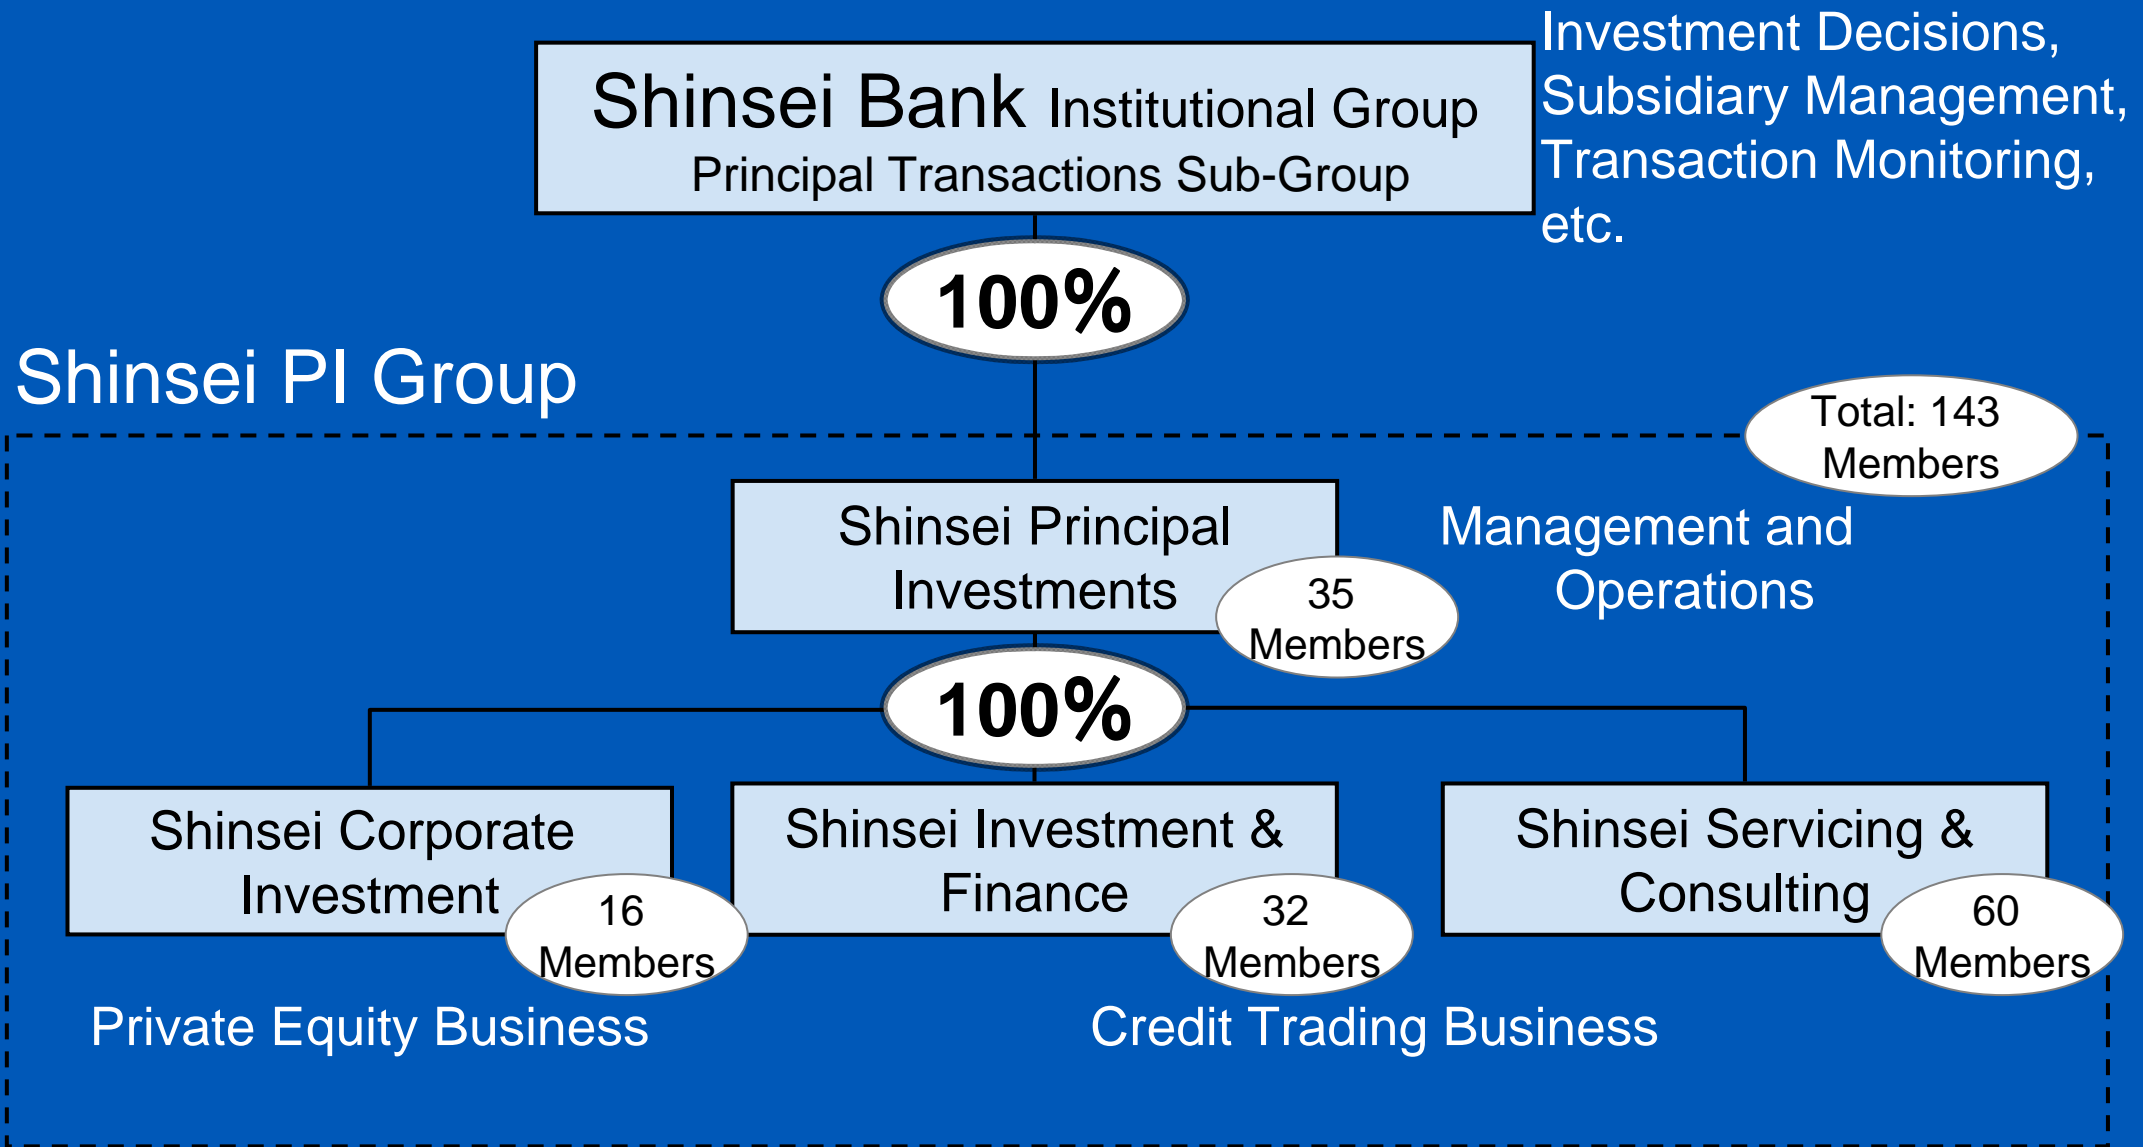 Shinsei Bank Institutional Group
Principal Transactions Sub-Group
Investment Decisions,
Subsidiary Management,
Transaction Monitoring,
etc.
100%
Shinsei PI Group
Total: 143
Members
Shinsei Principal
Investments
35
Members
Management and
Operations
100%
Shinsei Corporate
Investment
16
Members
Shinsei Investment &
Finance
32
Members
Shinsei Servicing &
Consulting
60
Members
Private Equity Business
Credit Trading Business